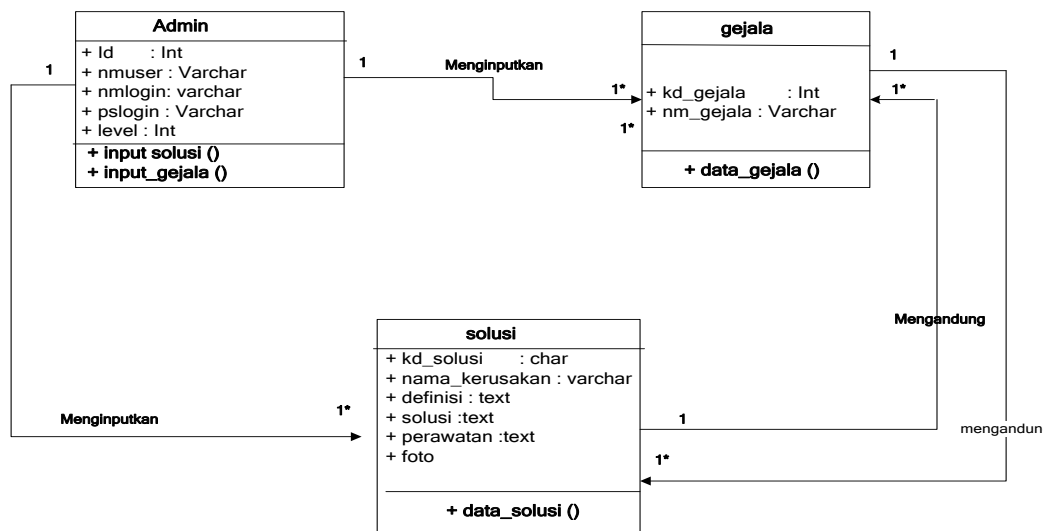 Admin
+ Id : Int
+ nmuser : Varchar
+ nmlogin: varchar
+ pslogin : Varchar
+ level : Int
+ input solusi ()
+ input_gejala ()
1
1
Menginputkan
1*
1*
gejala
+ kd_gejala : Int
+ nm_gejala : Varchar
+ data_gejala ()
1
1*
Mengandung
mengandun
Menginputkan
1*
solusi
+ kd_solusi : char
+ nama_kerusakan : varchar
+ definisi : text
+ solusi :text
+ perawatan :text
+ foto
+ data_solusi ()
1
1*